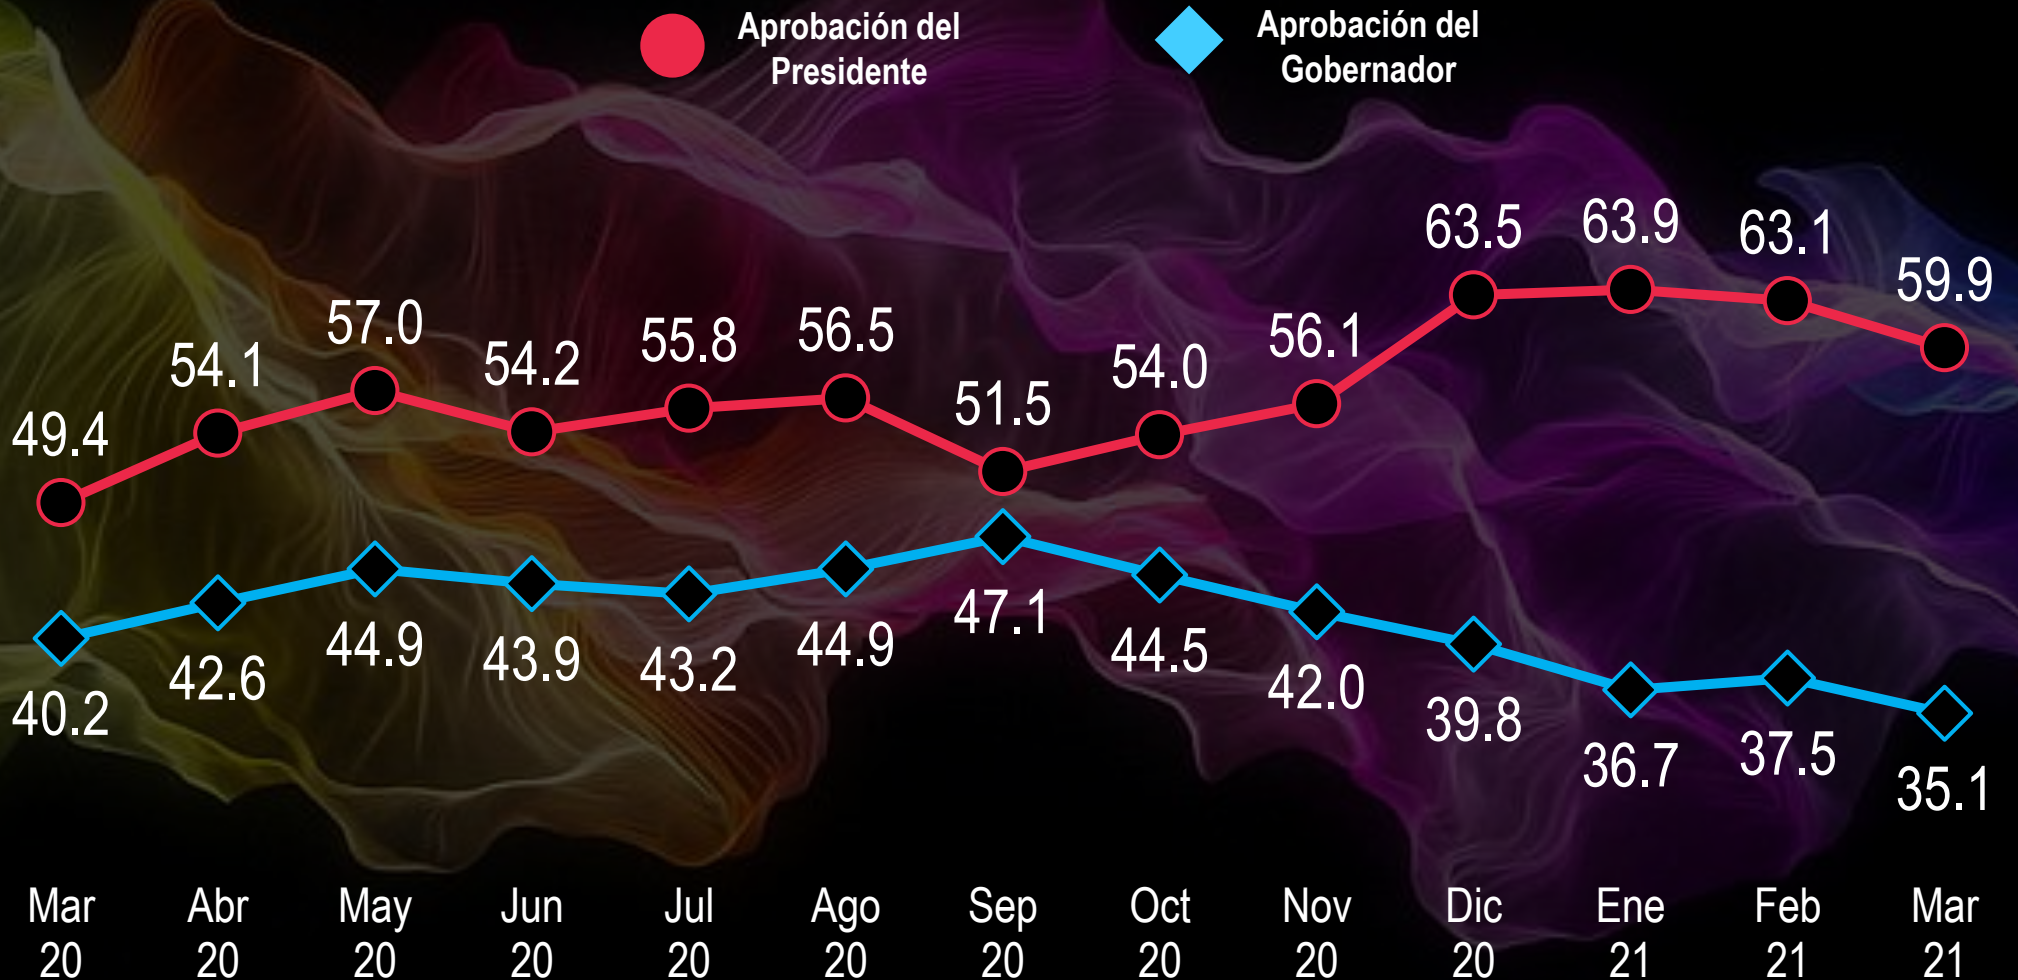 Aprobación del
Presidente
Aprobación del
Gobernador
49.4
54.1
57.0
54.2
55.8
56.5
51.5
54.0
56.1
63.5
63.9
63.1
59.9
40.2
42.6
44.9
43.9
43.2
44.9
47.1
44.5
42.0
39.8
36.7
37.5
35.1
Mar
20
Abr
20
May
20
Jun
20
Jul
20
Ago
20
Sep
20
Oct
20
Nov
20
Dic
20
Ene
21
Feb
21
Mar
21